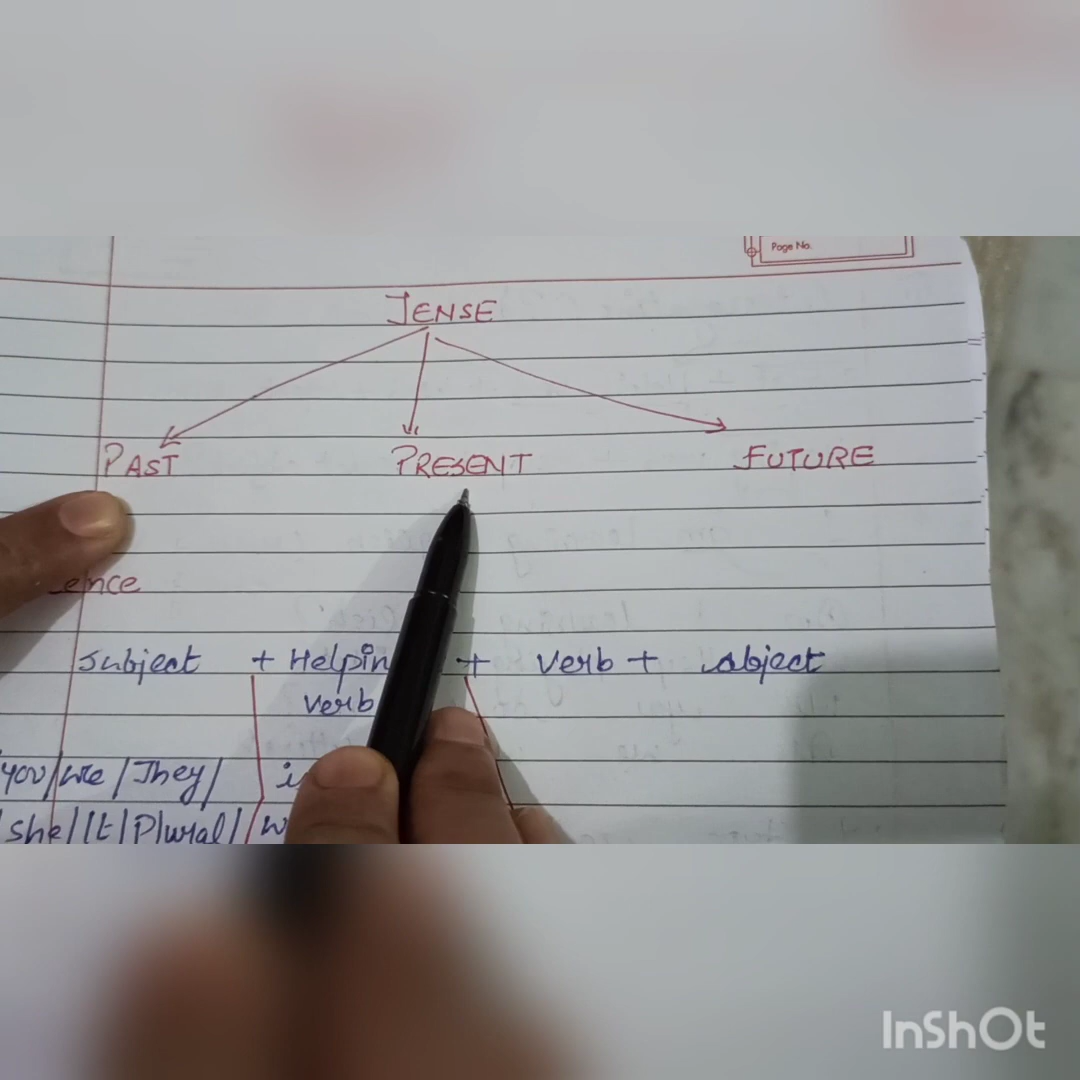 Page No.
TENSE
PAST PRESENT FUTURE
ence
Subject + Helpin + verb + object
verb
you/we/They/
she/It/Plural/
InShOt